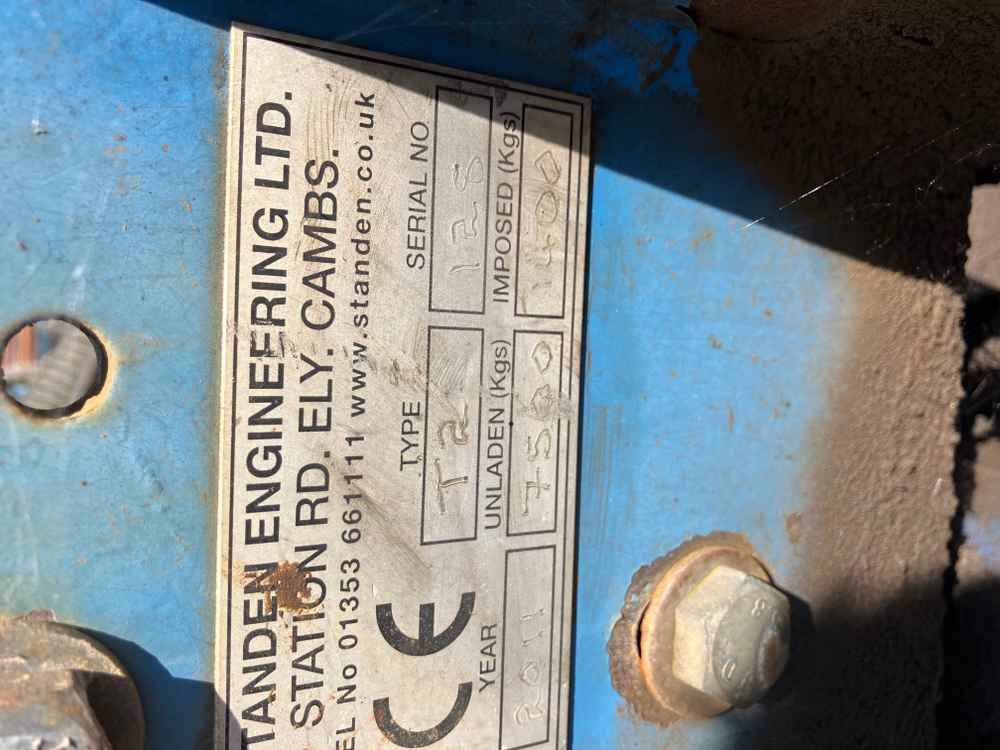 TANDEN ENGINEERING LTD.
STATION RD. ELY. CAMBS.
EL No 01353 661111 www.standen.co.uk
CE TYPE SERIAL NO
T2 128
YEAR UNLADEN (Kgs) IMPOSED (Kgs)
2011 7500 1400